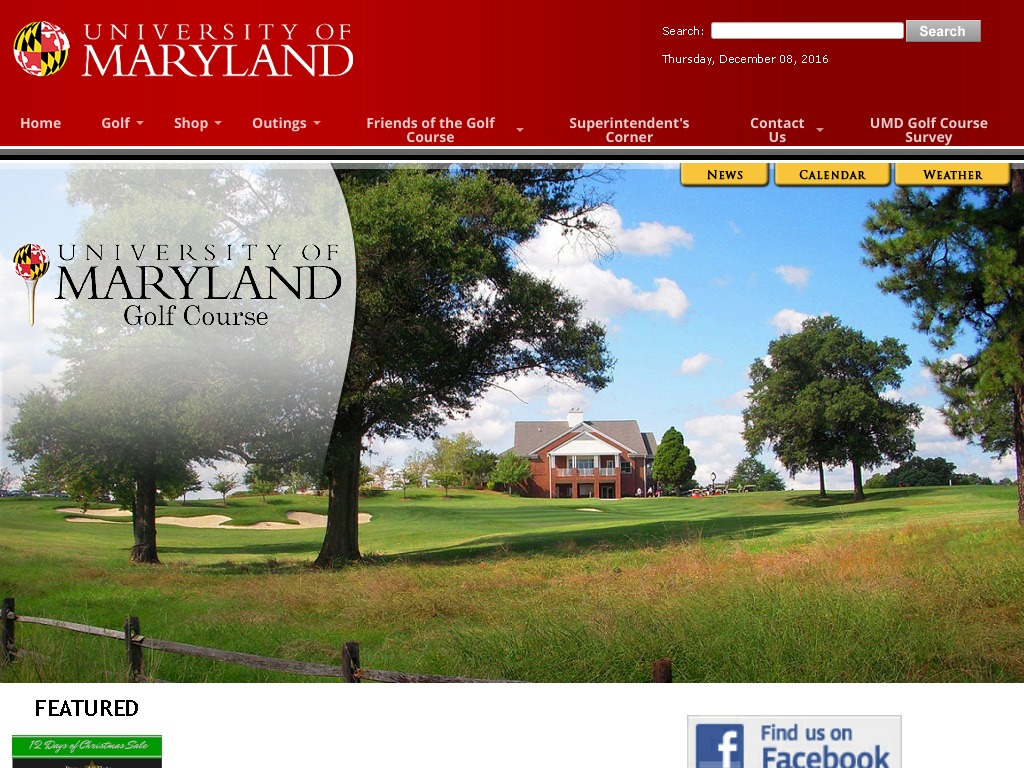 UNIVERSITY OF
MARYLAND
Search:
Search
Thursday, December 08, 2016
Home
Golf
Shop
Outings
Friends of the Golf
Course
Superintendent's
Corner
Contact
Us
UMD Golf Course
Survey
NEWS
CALENDAR
WEATHER
UNIVERSITY OF
MARYLAND
Golf Course
FEATURED
12 Days of Christmas Sale
Find us on
Facebook